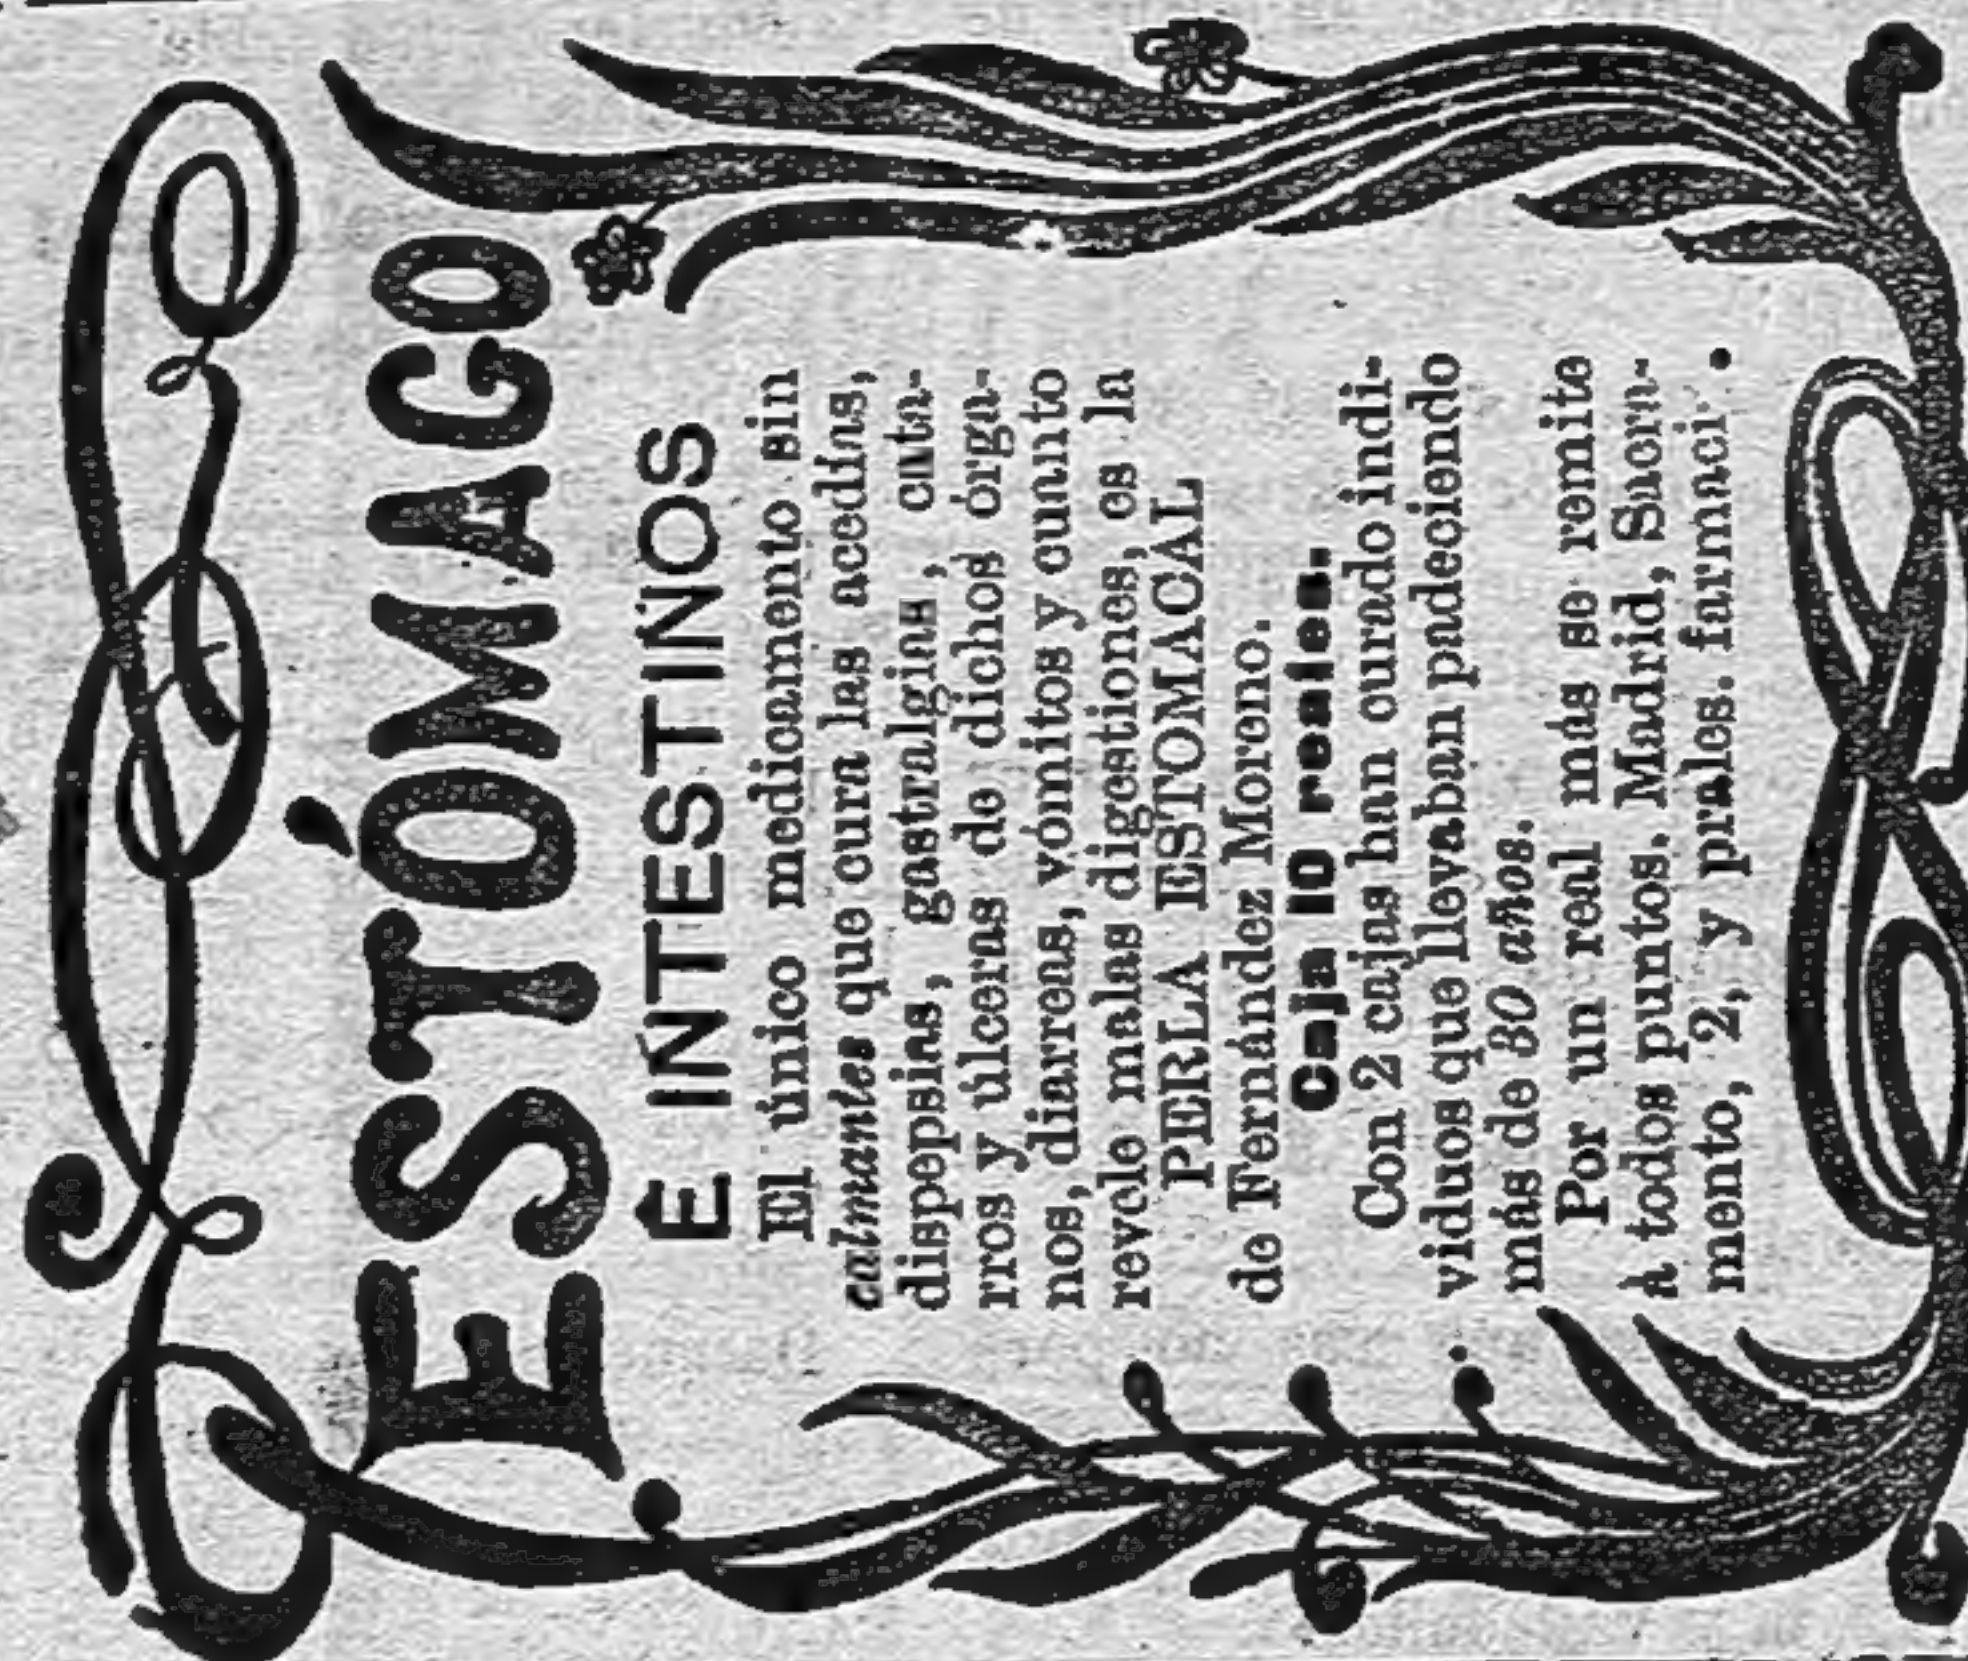 ESTÓMAGO
É INTESTINOS
El único medicamento sin
calmantes que cura las acedías,
dispepsias, gastralgias, cata-
rros y úlceras de dichos órga-
nos, diarreas, vómitos y cuanto
revele malas digestiones, es la
PERLA ESTOMACAL
de Fernández Moreno.
Caja 10 reales.
Con 2 cajas han curado indi-
viduos que llevaban padeciendo
más de 30 años.
Por un real más se remite
á todos puntos. Madrid, Sacra-
mento, 2, y prales.